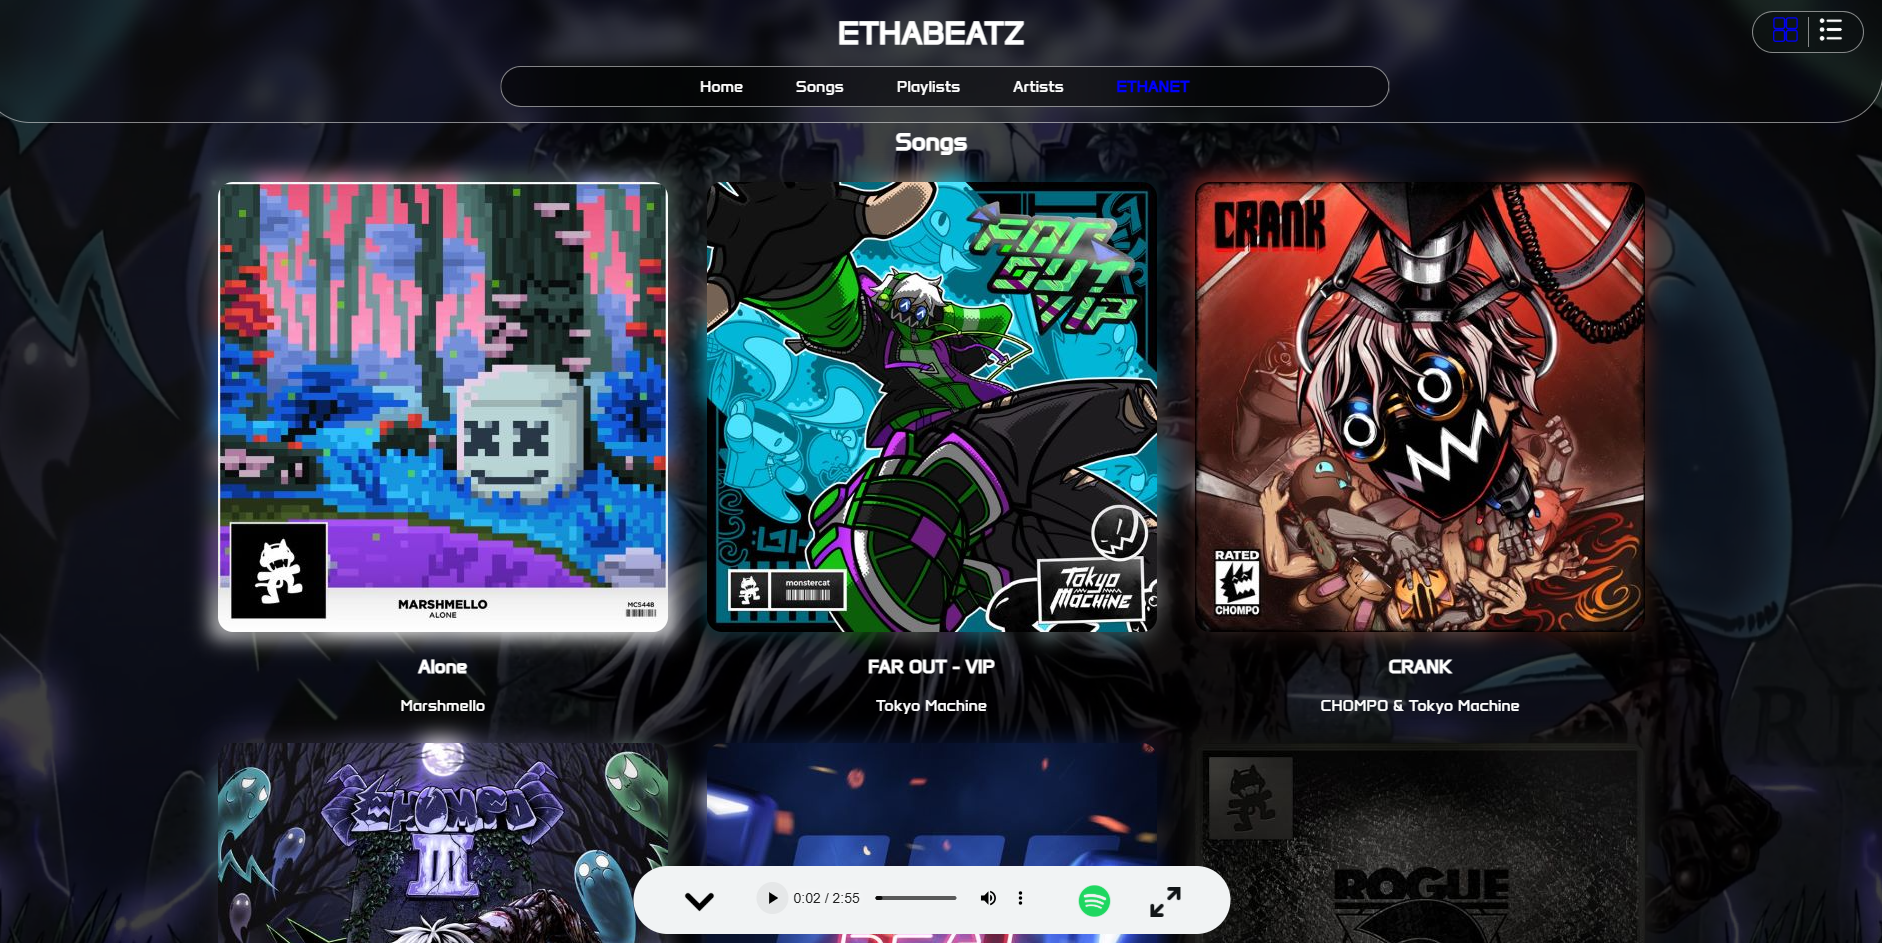 ETHABEATZ
Home Songs Playlists Artists ETHANET
Songs
MARSHMELLO
ALONE
MCS448
FAR OUT VIP
monstercat
Tokyo
Machine
CRANK
RATED
CHOMPO
Alone
FAR OUT - VIP
CRANK
Marshmello
Tokyo Machine
CHOMPO & Tokyo Machine
CHOMPO
III
ROGUE
0:02 / 2:55